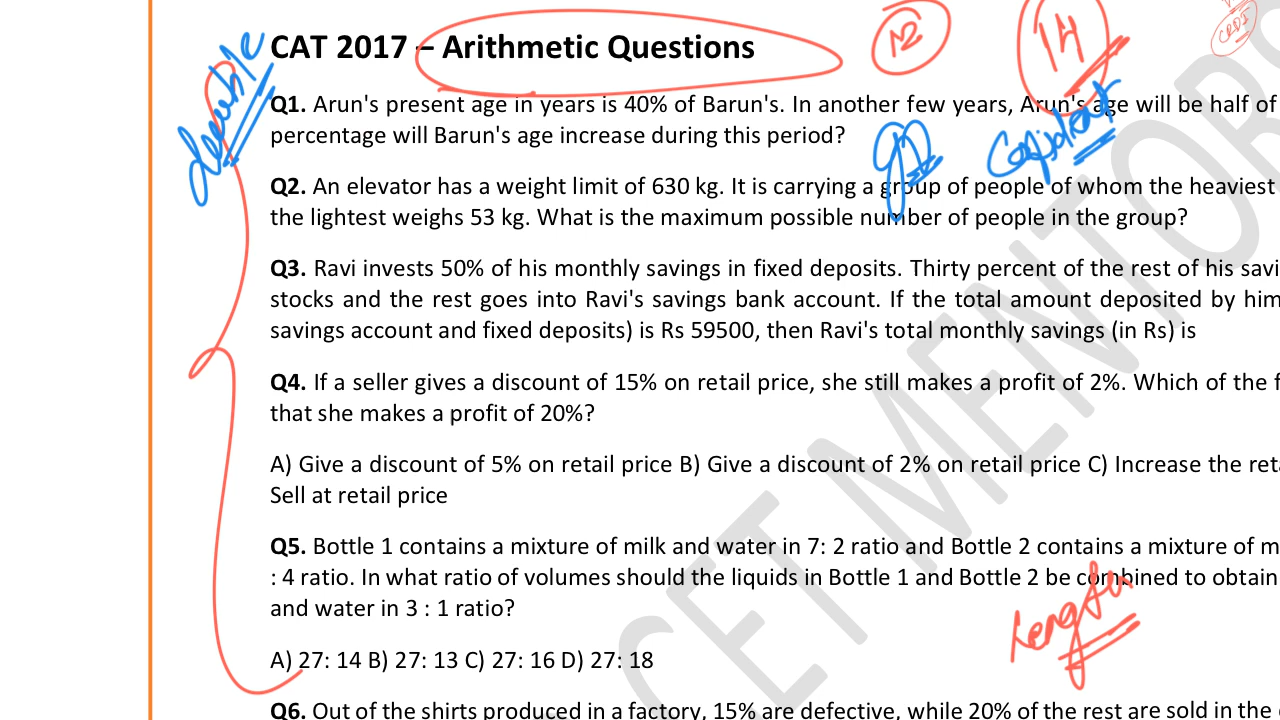 CAT 2017 – Arithmetic Questions
12
14
CRDI
Q1. Arun's present age in years is 40% of Barun's. In another few years, Arun's age will be half of
percentage will Barun's age increase during this period?
Q2. An elevator has a weight limit of 630 kg. It is carrying a group of people of whom the heaviest
the lightest weighs 53 kg. What is the maximum possible number of people in the group?
Q3. Ravi invests 50% of his monthly savings in fixed deposits. Thirty percent of the rest of his savi
stocks and the rest goes into Ravi's savings bank account. If the total amount deposited by him
savings account and fixed deposits) is Rs 59500, then Ravi's total monthly savings (in Rs) is
Q4. If a seller gives a discount of 15% on retail price, she still makes a profit of 2%. Which of the f
that she makes a profit of 20%?
A) Give a discount of 5% on retail price B) Give a discount of 2% on retail price C) Increase the reta
Sell at retail price
Q5. Bottle 1 contains a mixture of milk and water in 7: 2 ratio and Bottle 2 contains a mixture of m
: 4 ratio. In what ratio of volumes should the liquids in Bottle 1 and Bottle 2 be combined to obtain
and water in 3 : 1 ratio?
A) 27: 14 B) 27: 13 C) 27: 16 D) 27: 18
Q6. Out of the shirts produced in a factory, 15% are defective, while 20% of the rest are sold in the
CET MENTORS